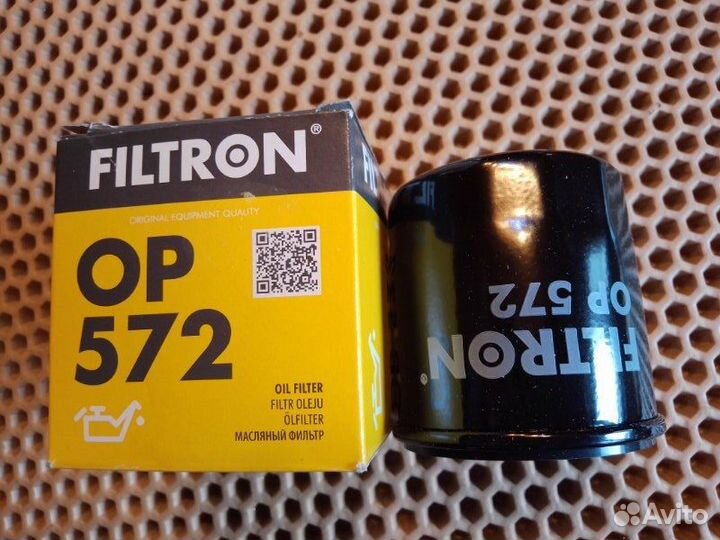 FILTRON®
ORIGINAL EQUIPMENT QUALITY
OP
572
OIL FILTER
FILTR OLEJU
ÖLFILTER
МАСЛЯНЫЙ ФИЛЬТР
FILTRON®
OP 572
Avito